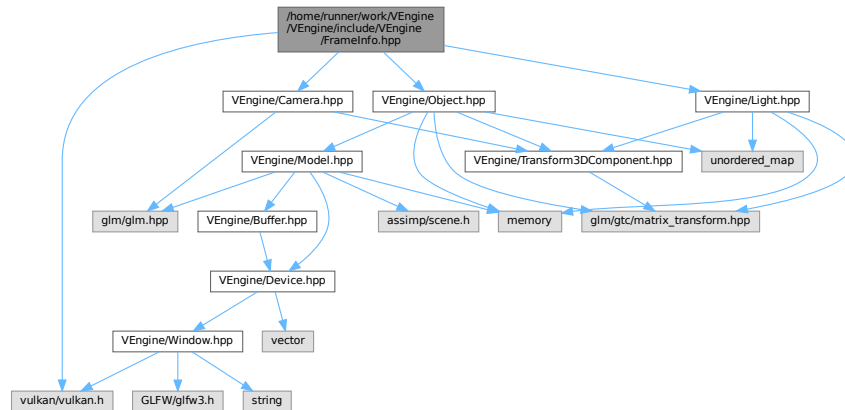 /home/runner/work/VEngine
/VEngine/include/VEngine
/FrameInfo.hpp
VEngine/Camera.hpp
VEngine/Object.hpp
VEngine/Light.hpp
VEngine/Model.hpp
VEngine/Transform3DComponent.hpp
unordered_map
glm/glm.hpp
VEngine/Buffer.hpp
assimp/scene.h
memory
glm/gtc/matrix_transform.hpp
VEngine/Device.hpp
VEngine/Window.hpp
vector
vulkan/vulkan.h
GLFW/glfw3.h
string